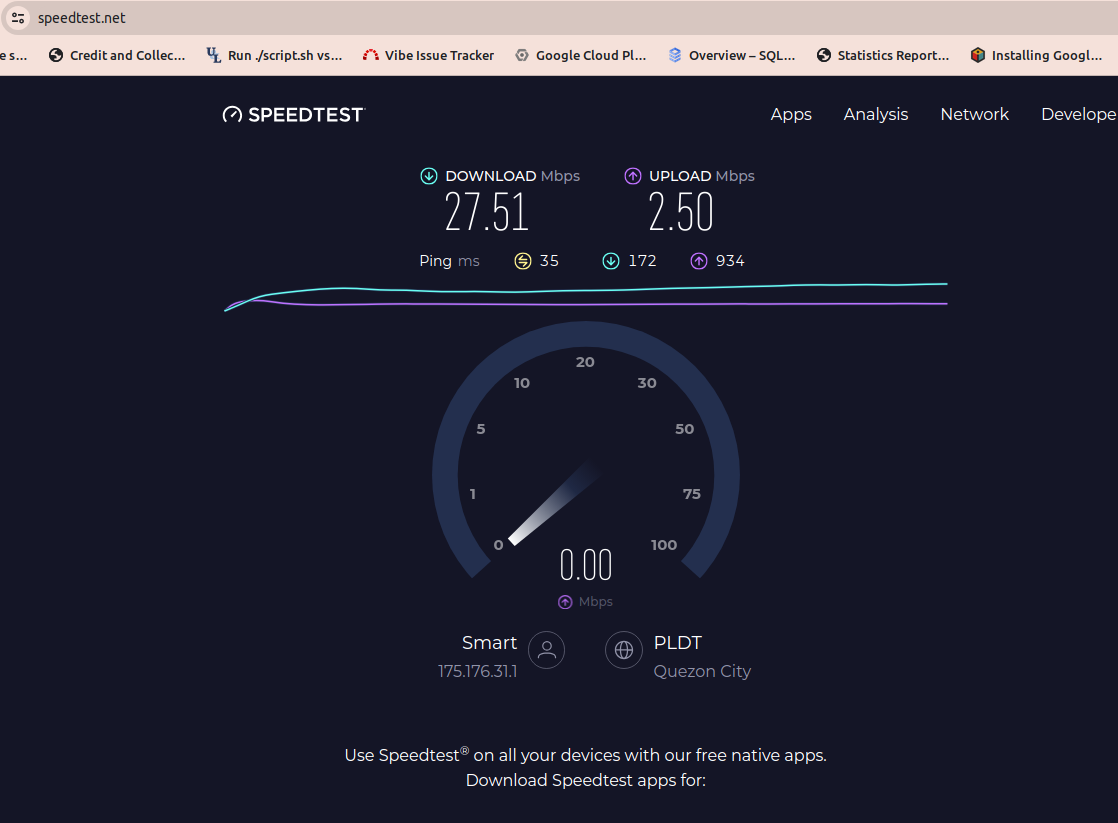 speedtest.net
e s... Credit and Collec... Run ./script.sh vs... Vibe Issue Tracker Google Cloud Pl... Overview – SQL... Statistics Report... Installing Googl...
SPEEDTEST Apps Analysis Network Develope
DOWNLOAD Mbps UPLOAD Mbps
27.51 2.50
Ping ms 35 172 934
20
10 30
5 50
1 75
0 100
0.00
Mbps
Smart PLDT
175.176.31.1 Quezon City
Use Speedtest® on all your devices with our free native apps.
Download Speedtest apps for: